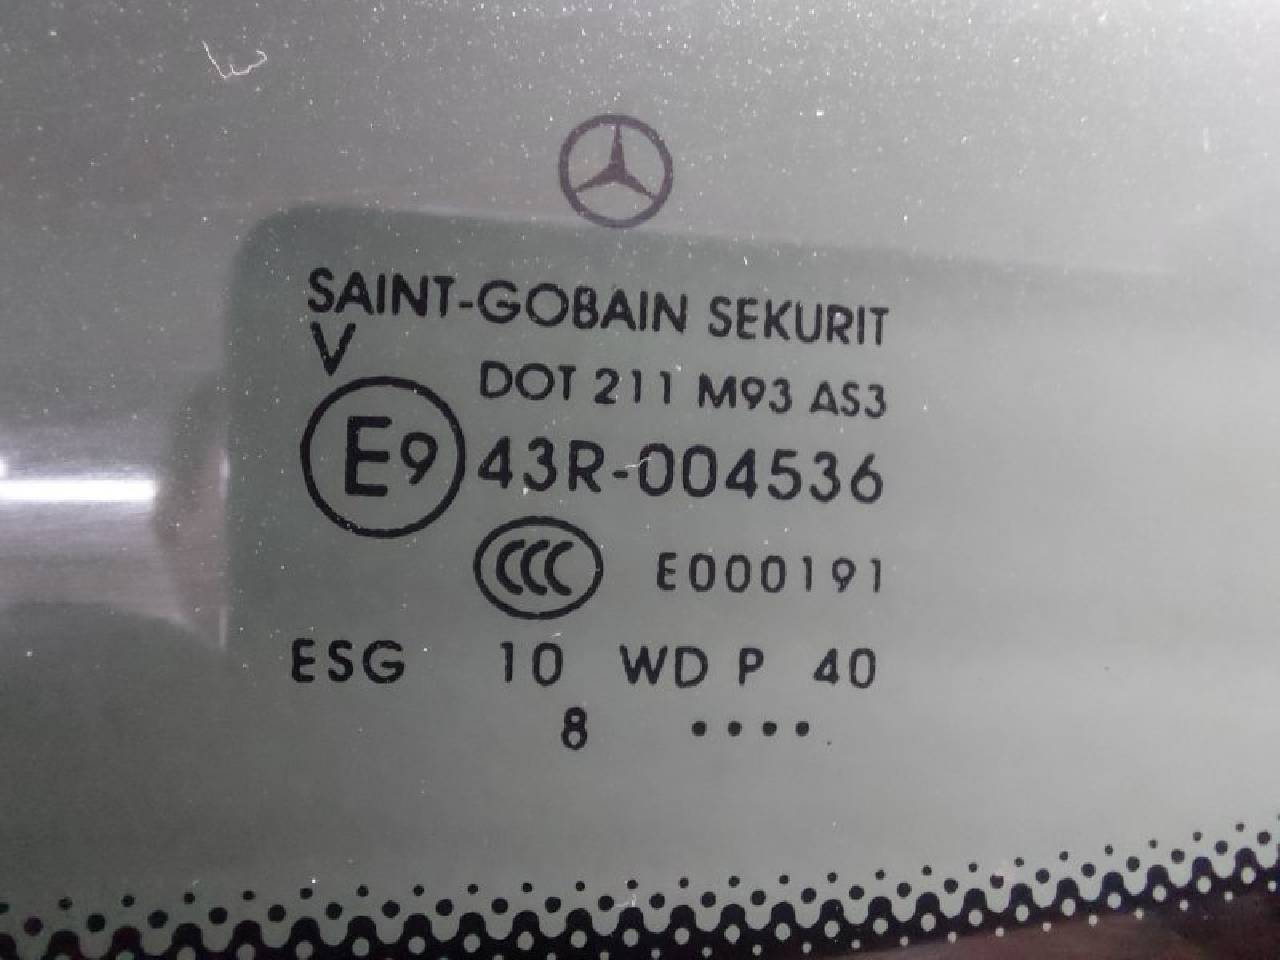 SAINT-GOBAIN SEKURIT
V
DOT 211 M93 AS3
E9 43R-004536
CCC E000191
ESG 10 WD P 40
8 ....